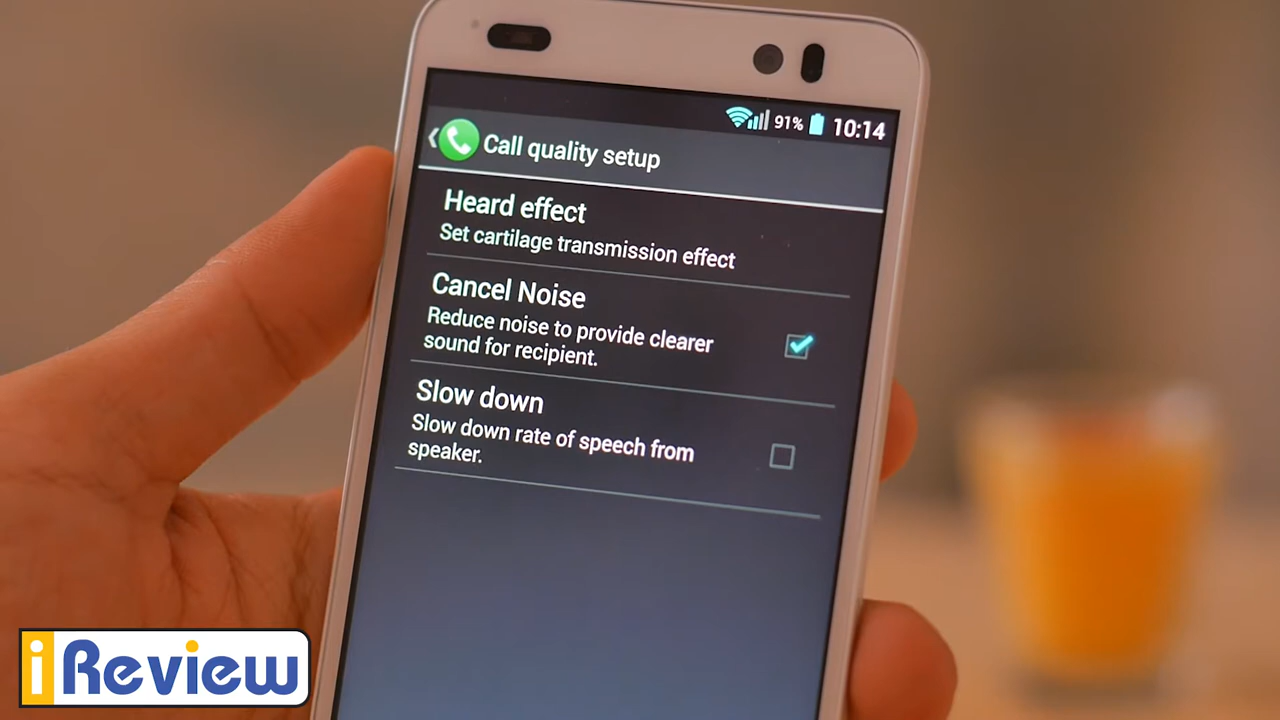 91% 10:14
Call quality setup
Heard effect
Set cartilage transmission effect
Cancel Noise
Reduce noise to provide clearer
sound for recipient.
Slow down
Slow down rate of speech from
speaker.
iReview